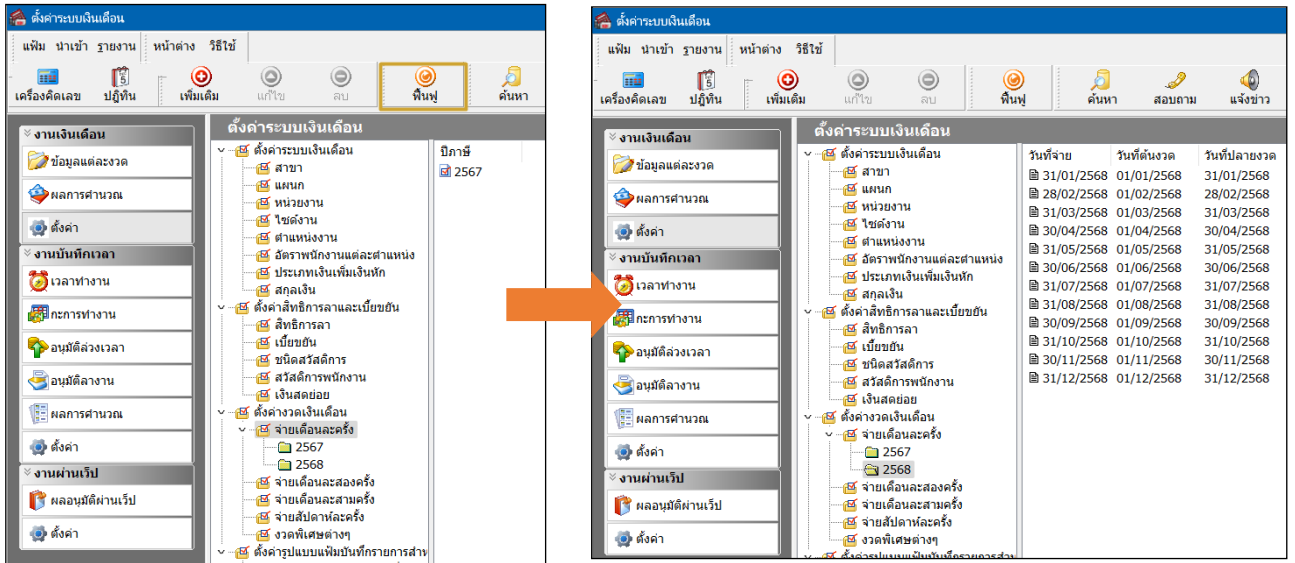 ตั้งค่าระบบเงินเดือน
แฟ้ม นำเข้า รายงาน หน้าต่าง วิธีใช้
เครื่องคิดเลข ปฏิทิน เพิ่มเติม แก้ไข ลบ ฟื้นฟู ค้นหา
งานเงินเดือน
ข้อมูลแต่ละงวด
ผลการคำนวณ
ตั้งค่า
งานบันทึกเวลา
เวลาทำงาน
กะการทำงาน
อนุมัติล่วงเวลา
อนุมัติลางาน
ผลการคำนวณ
ตั้งค่า
งานผ่านเว็ป
ผลอนุมัติผ่านเว็ป
ตั้งค่า
ตั้งค่าระบบเงินเดือน
ตั้งค่าระบบเงินเดือน
สาขา
แผนก
หน่วยงาน
ไซด์งาน
ตำแหน่งงาน
อัตราพนักงานแต่ละตำแหน่ง
ประเภทเงินเพิ่มเงินหัก
สกุลเงิน
ตั้งค่าสิทธิการลาและเบี้ยขยัน
สิทธิการลา
เบี้ยขยัน
ชนิดสวัสดิการ
สวัสดิการพนักงาน
เงินสดย่อย
ตั้งค่างวดเงินเดือน
จ่ายเดือนละครั้ง
2567
2568
จ่ายเดือนละสองครั้ง
จ่ายเดือนละสามครั้ง
จ่ายสัปดาห์ละครั้ง
งวดพิเศษต่างๆ
ตั้งค่ารูปแบบแฟ้มบันทึกรายการสำห
ปีภาษี
2567
ตั้งค่าระบบเงินเดือน
แฟ้ม นำเข้า รายงาน หน้าต่าง วิธีใช้
เครื่องคิดเลข ปฏิทิน เพิ่มเติม แก้ไข ลบ ฟื้นฟู ค้นหา สอบถาม แจ้งข่าว
งานเงินเดือน
ข้อมูลแต่ละงวด
ผลการคำนวณ
ตั้งค่า
งานบันทึกเวลา
เวลาทำงาน
กะการทำงาน
อนุมัติล่วงเวลา
อนุมัติลางาน
ผลการคำนวณ
ตั้งค่า
งานผ่านเว็ป
ผลอนุมัติผ่านเว็ป
ตั้งค่า
ตั้งค่าระบบเงินเดือน
ตั้งค่าระบบเงินเดือน
สาขา
แผนก
หน่วยงาน
ไซด์งาน
ตำแหน่งงาน
อัตราพนักงานแต่ละตำแหน่ง
ประเภทเงินเพิ่มเงินหัก
สกุลเงิน
ตั้งค่าสิทธิการลาและเบี้ยขยัน
สิทธิการลา
เบี้ยขยัน
ชนิดสวัสดิการ
สวัสดิการพนักงาน
เงินสดย่อย
ตั้งค่างวดเงินเดือน
จ่ายเดือนละครั้ง
2567
2568
จ่ายเดือนละสองครั้ง
จ่ายเดือนละสามครั้ง
จ่ายสัปดาห์ละครั้ง
งวดพิเศษต่างๆ
ตั้งค่ารูปแบบแฟ้มบันทึกรายการสำห
วันที่จ่าย วันที่ต้นงวด วันที่ปลายงวด
31/01/2568 01/01/2568 31/01/2568
28/02/2568 01/02/2568 28/02/2568
31/03/2568 01/03/2568 31/03/2568
30/04/2568 01/04/2568 30/04/2568
31/05/2568 01/05/2568 31/05/2568
30/06/2568 01/06/2568 30/06/2568
31/07/2568 01/07/2568 31/07/2568
31/08/2568 01/08/2568 31/08/2568
30/09/2568 01/09/2568 30/09/2568
31/10/2568 01/10/2568 31/10/2568
30/11/2568 01/11/2568 30/11/2568
31/12/2568 01/12/2568 31/12/2568